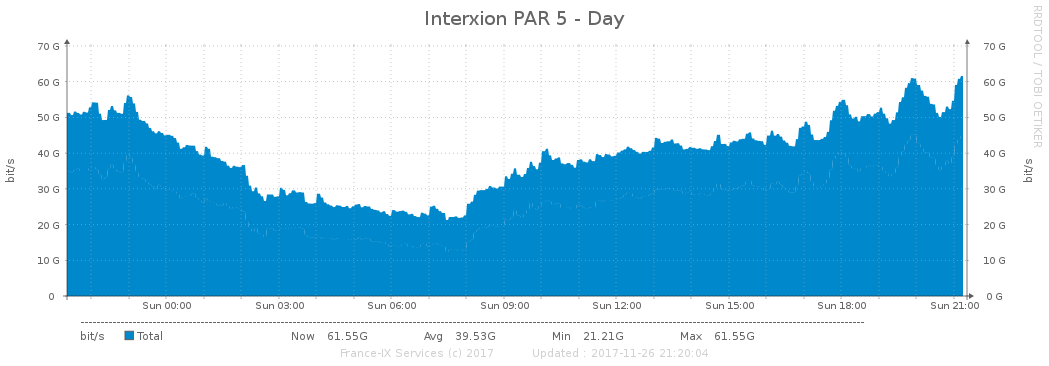 Interxion PAR 5 - Day
RRDTOOL / TOBI OETIKER
70 G 70 G
60 G 60 G
50 G 50 G
40 G 40 G
30 G 30 G
20 G 20 G
10 G 10 G
0 0 G
bit/s
bit/s
Sun 00:00 Sun 03:00 Sun 06:00 Sun 09:00 Sun 12:00 Sun 15:00 Sun 18:00 Sun 21:00
bit/s Total Now 61.55G Avg 39.53G Min 21.21G Max 61.55G
France-IX Services (c) 2017 Updated : 2017-11-26 21:20:04